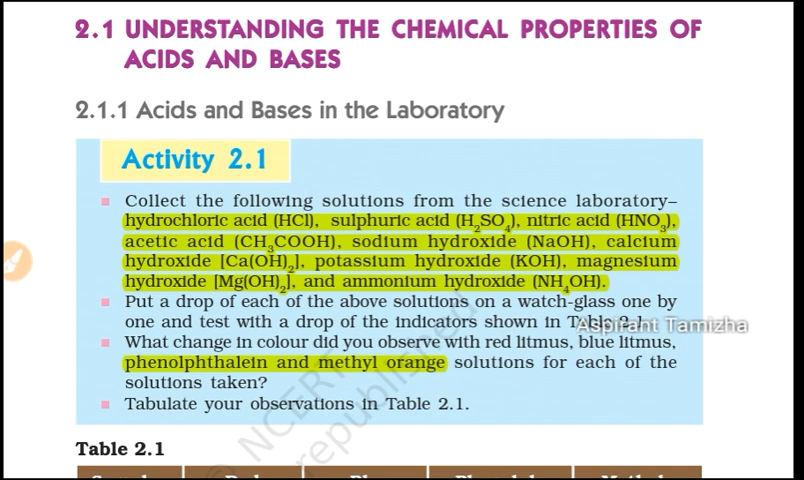 2.1 UNDERSTANDING THE CHEMICAL PROPERTIES OF
ACIDS AND BASES
2.1.1 Acids and Bases in the Laboratory
Activity 2.1
Collect the following solutions from the science laboratory–
hydrochloric acid (HCl), sulphuric acid (H₂SO₄), nitric acid (HNO₃),
acetic acid (CH₃COOH), sodium hydroxide (NaOH), calcium
hydroxide [Ca(OH)₂], potassium hydroxide (KOH), magnesium
hydroxide [Mg(OH)₂], and ammonium hydroxide (NH₄OH).
Put a drop of each of the above solutions on a watch-glass one by
one and test with a drop of the indicators shown in Table 2.1.
Aspirant Tamizha
What change in colour did you observe with red litmus, blue litmus,
phenolphthalein and methyl orange solutions for each of the
solutions taken?
Tabulate your observations in Table 2.1.
© NCERT
republished
Table 2.1